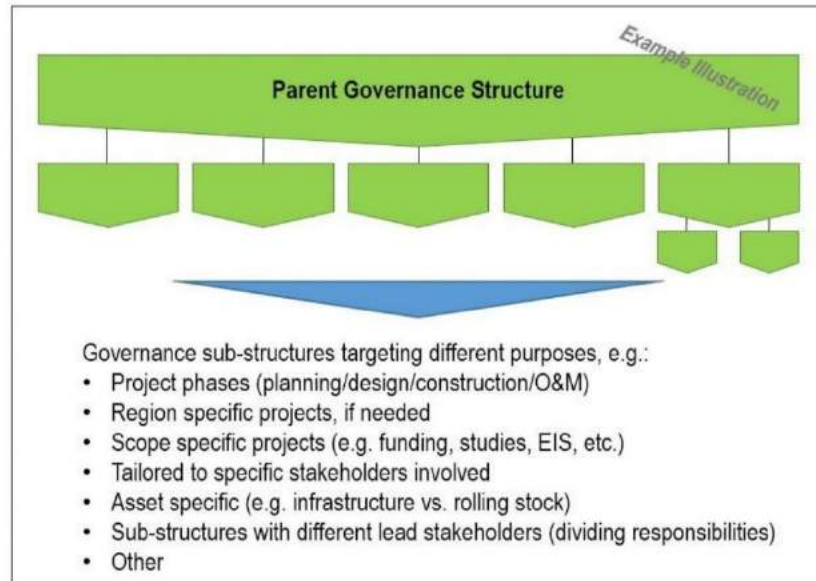 Example Illustration
Parent Governance Structure
Governance sub-structures targeting different purposes, e.g.:
• Project phases (planning/design/construction/O&M)
• Region specific projects, if needed
• Scope specific projects (e.g. funding, studies, EIS, etc.)
• Tailored to specific stakeholders involved
• Asset specific (e.g. infrastructure vs. rolling stock)
• Sub-structures with different lead stakeholders (dividing responsibilities)
• Other